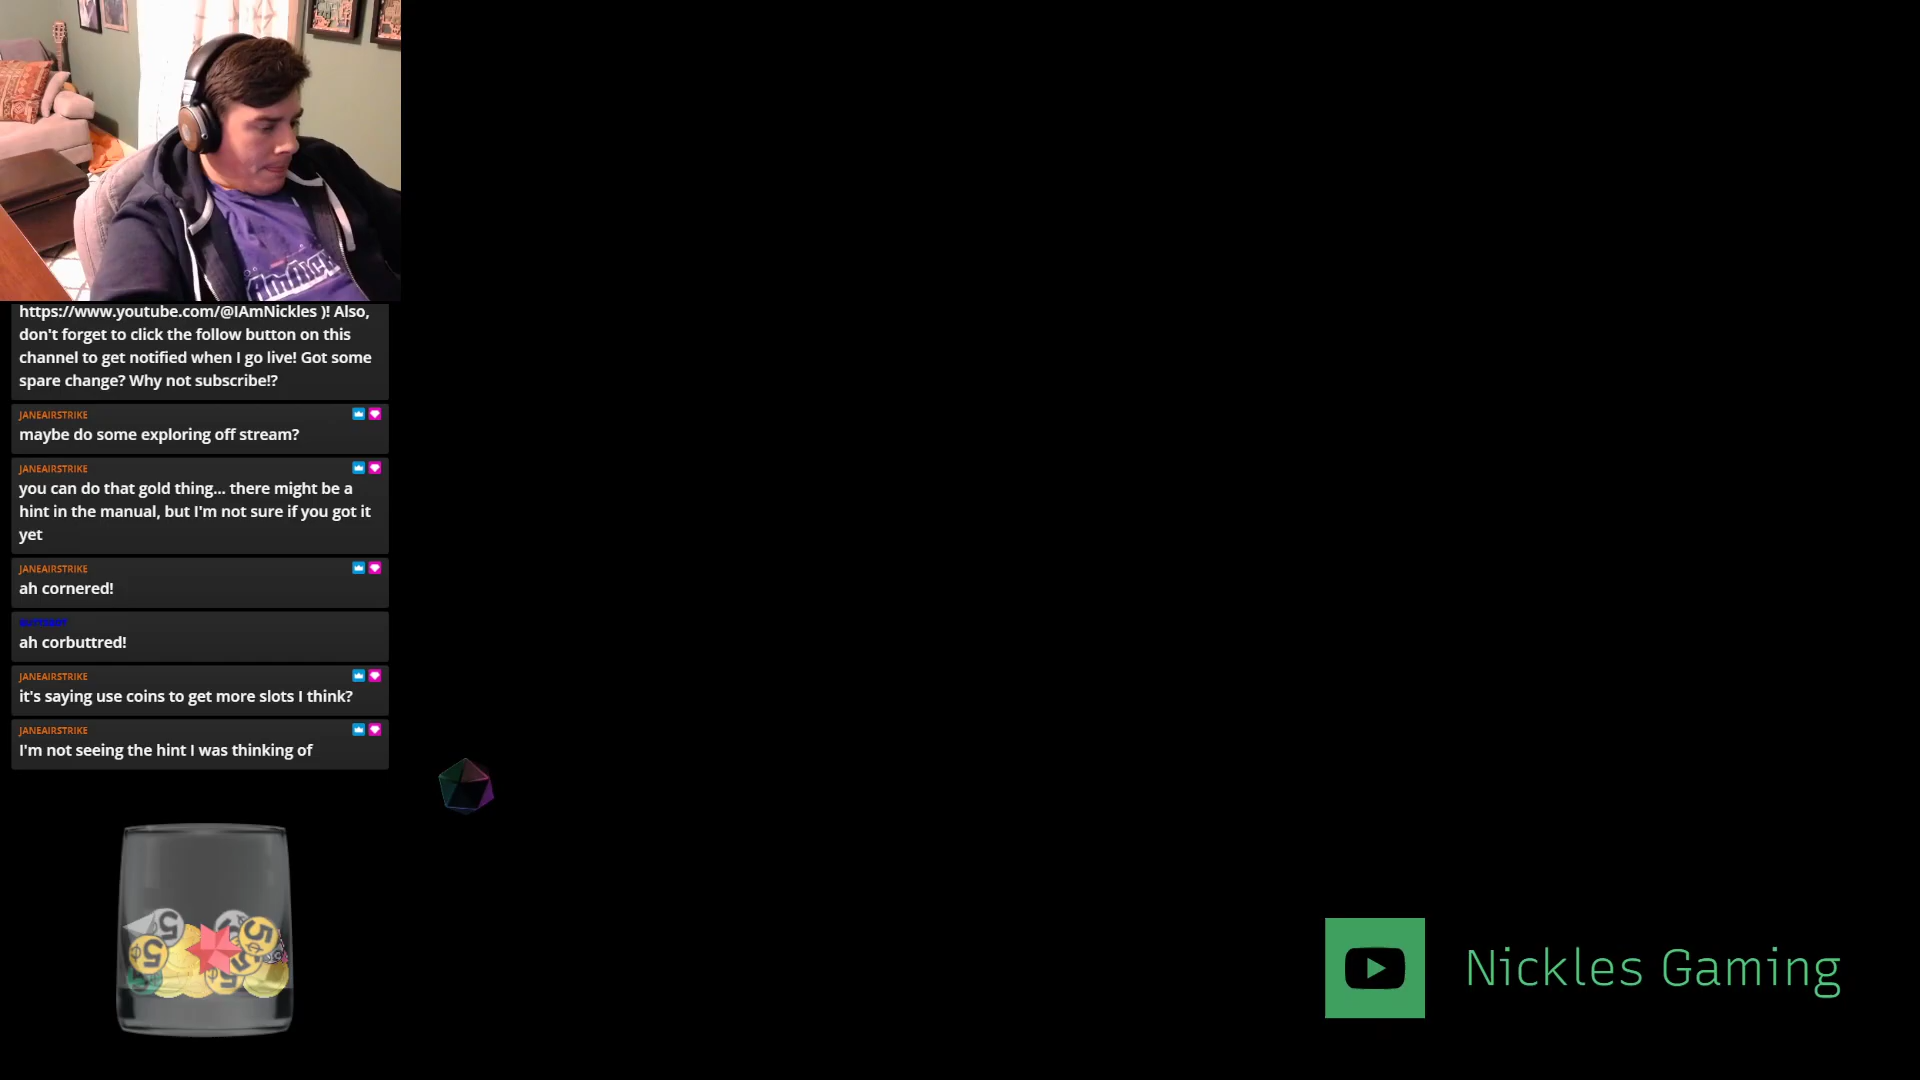 https://www.youtube.com/@IAmNickles )! Also,
don't forget to click the follow button on this
channel to get notified when I go live! Got some
spare change? Why not subscribe!?
JANEAIRSTRIKE
maybe do some exploring off stream?
JANEAIRSTRIKE
you can do that gold thing... there might be a
hint in the manual, but I'm not sure if you got it
yet
JANEAIRSTRIKE
ah cornered!
ah corbuttred!
JANEAIRSTRIKE
it's saying use coins to get more slots I think?
JANEAIRSTRIKE
I'm not seeing the hint I was thinking of
5
5
5¢
5¢
Nickles Gaming